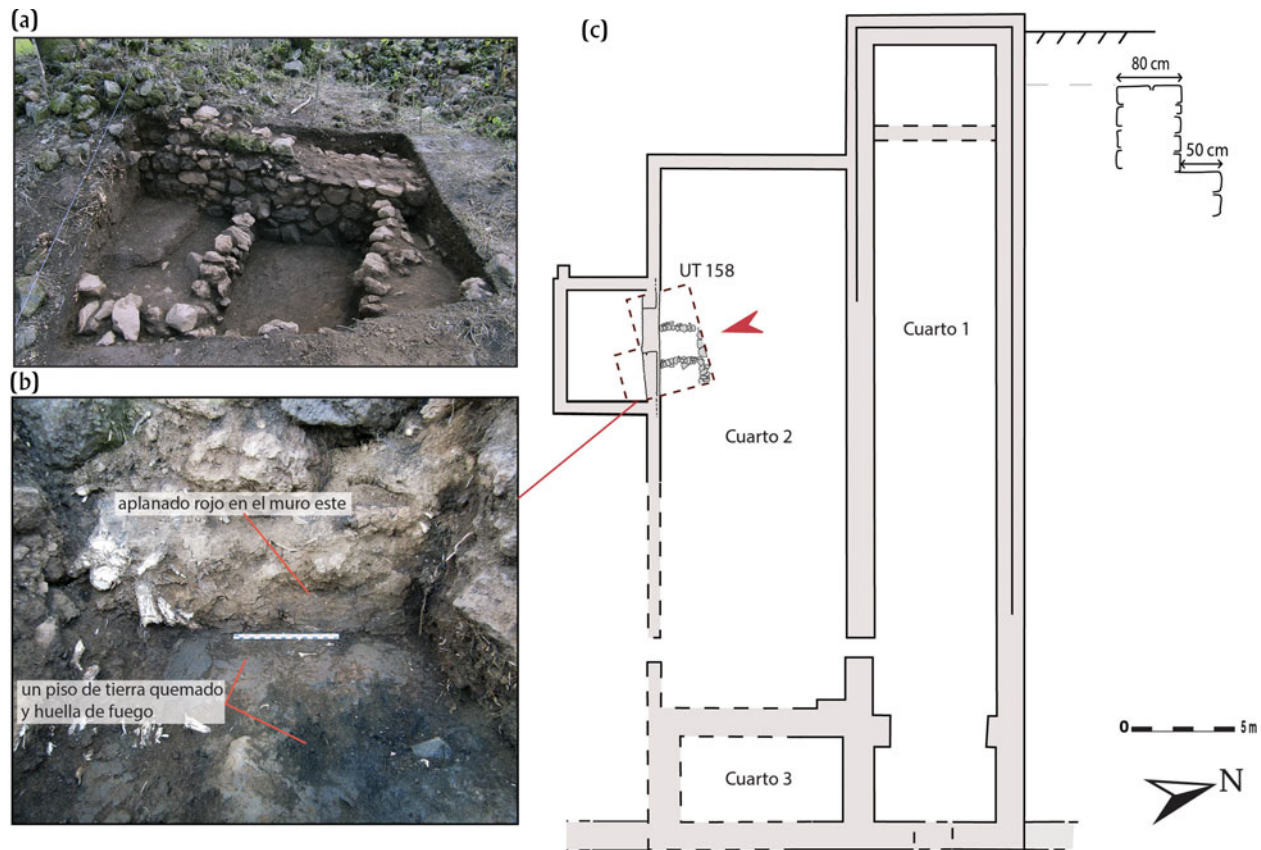 (a)
(b)
aplanado rojo en el muro este
un piso de tierra quemado
y huella de fuego
(c)
80 cm
50 cm
UT 158
Cuarto 1
Cuarto 2
Cuarto 3
0
5 m
N